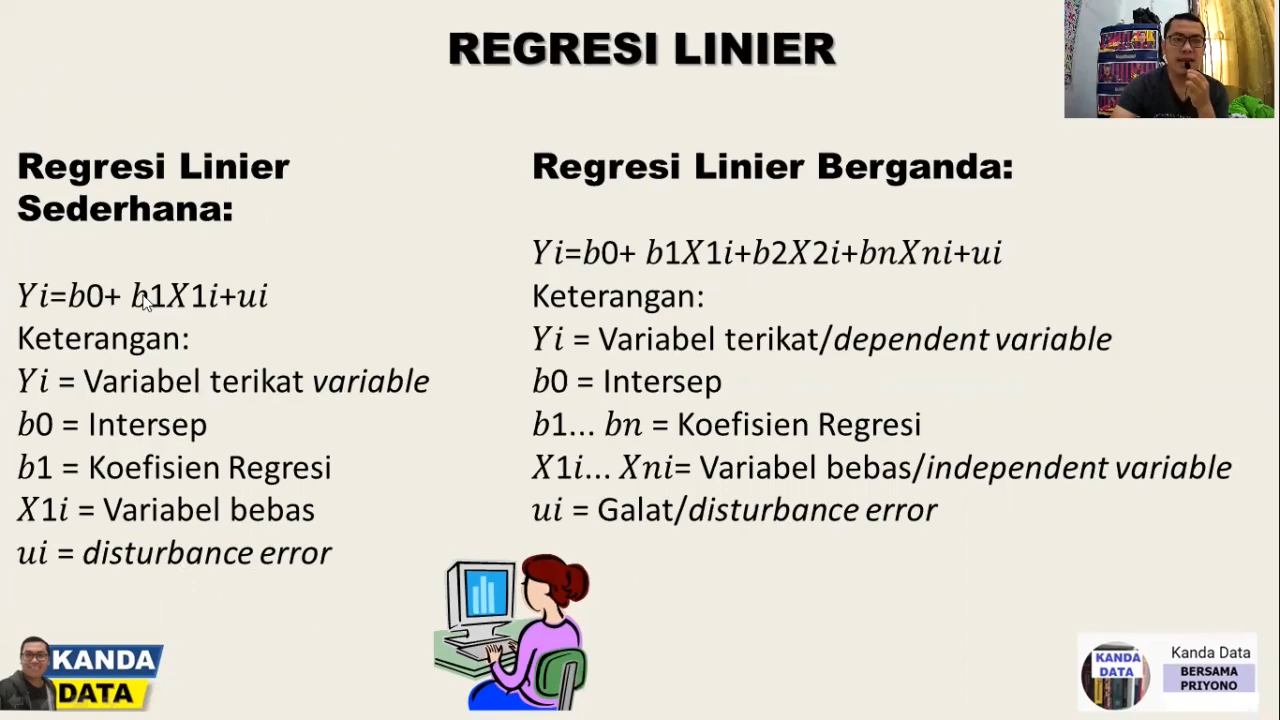 REGRESI LINIER
Regresi Linier
Sederhana:
Yi=b0+ b1X1i+ui
Keterangan:
Yi = Variabel terikat variable
b0 = Intersep
b1 = Koefisien Regresi
X1i = Variabel bebas
ui = disturbance error
Regresi Linier Berganda:
Yi=b0+ b1X1i+b2X2i+bnXni+ui
Keterangan:
Yi = Variabel terikat/dependent variable
b0 = Intersep
b1... bn = Koefisien Regresi
X1i... Xni= Variabel bebas/independent variable
ui = Galat/disturbance error
KANDA
DATA
KANDA
DATA
Kanda Data
BERSAMA
PRIYONO